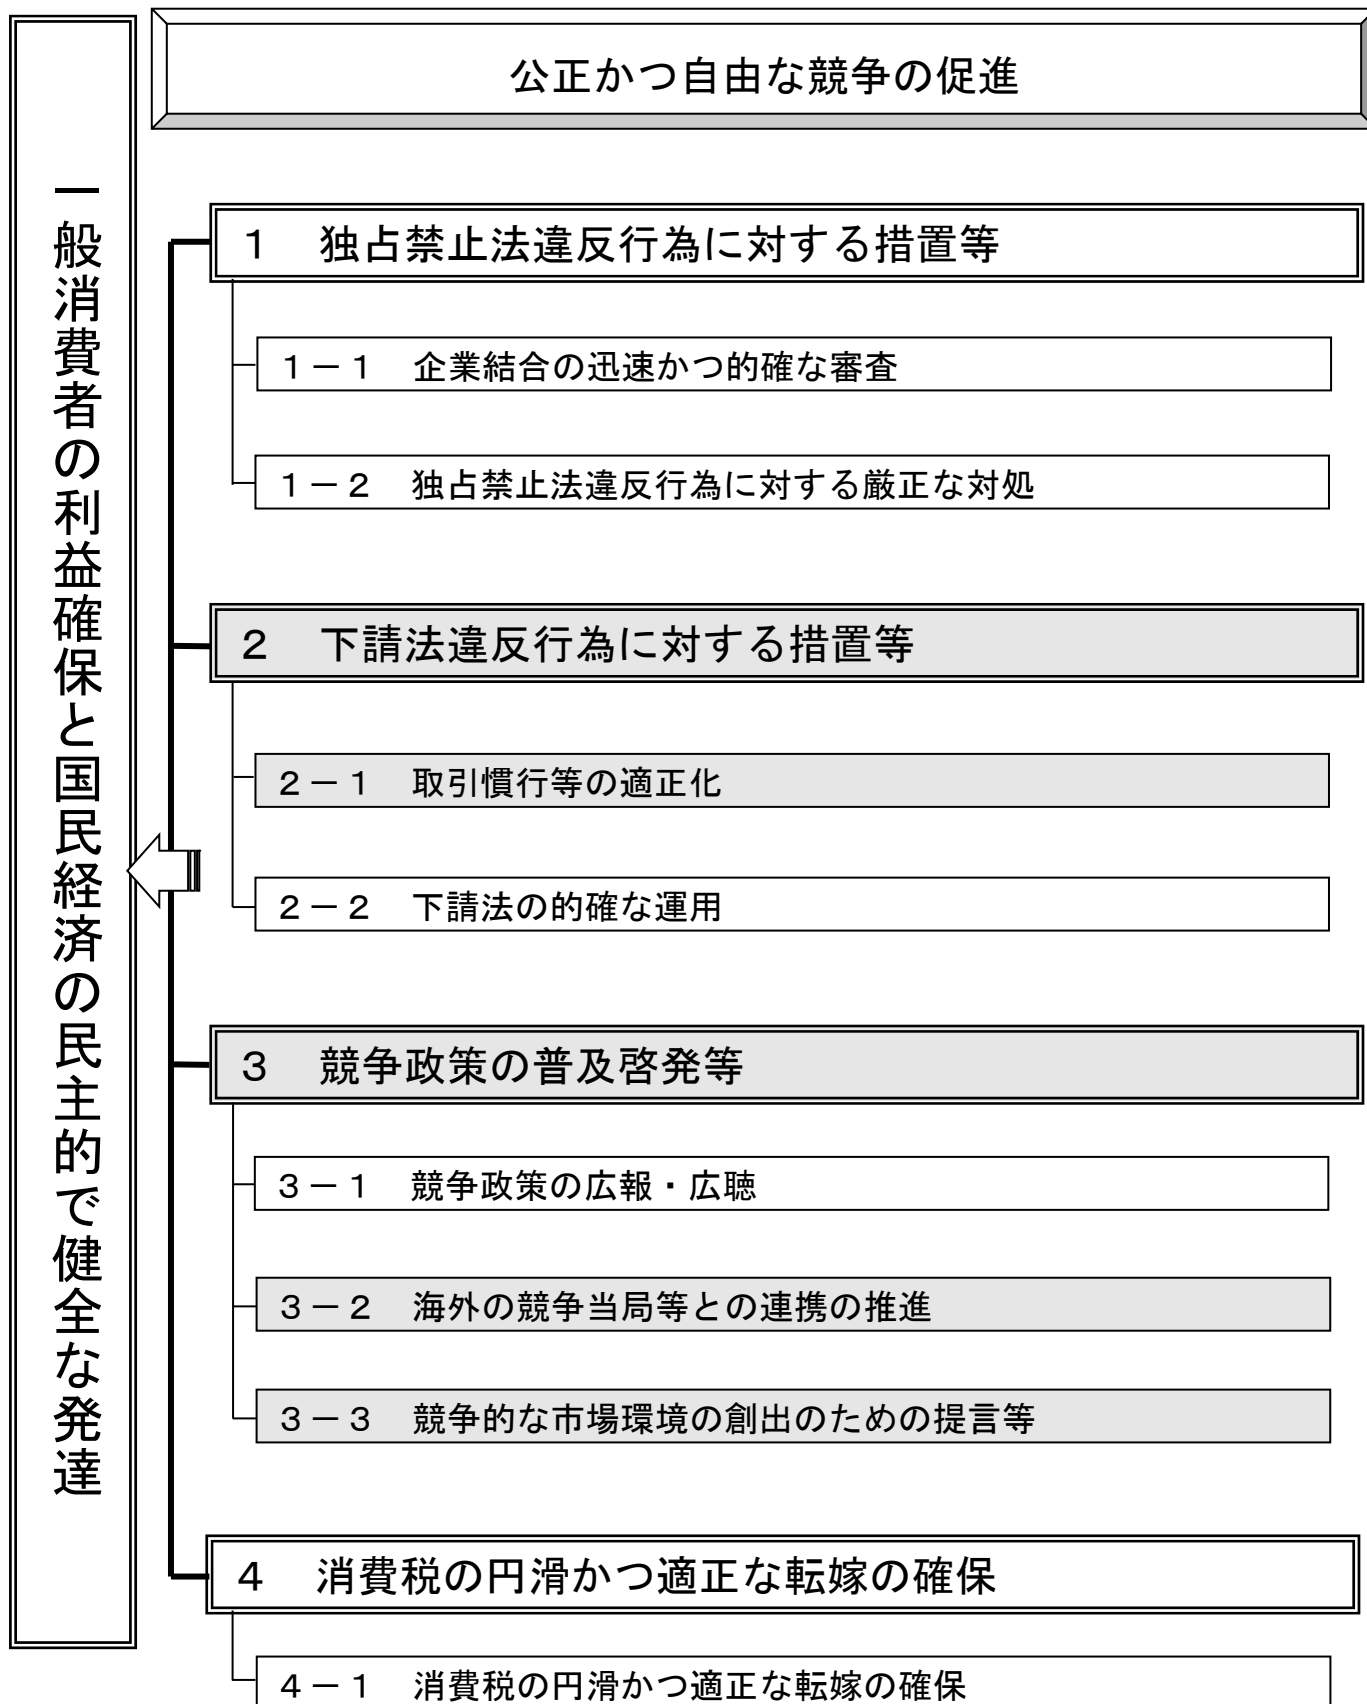 公正かつ自由な競争の促進
一般消費者の利益確保と国民経済の民主的で健全な発達
1 独占禁止法違反行為に対する措置等
1-1 企業結合の迅速かつ的確な審査
1-2 独占禁止法違反行為に対する厳正な対処
2 下請法違反行為に対する措置等
2-1 取引慣行等の適正化
2-2 下請法の的確な運用
3 競争政策の普及啓発等
3-1 競争政策の広報・広聴
3-2 海外の競争当局等との連携の推進
3-3 競争的な市場環境の創出のための提言等
4 消費税の円滑かつ適正な転嫁の確保
4-1 消費税の円滑かつ適正な転嫁の確保